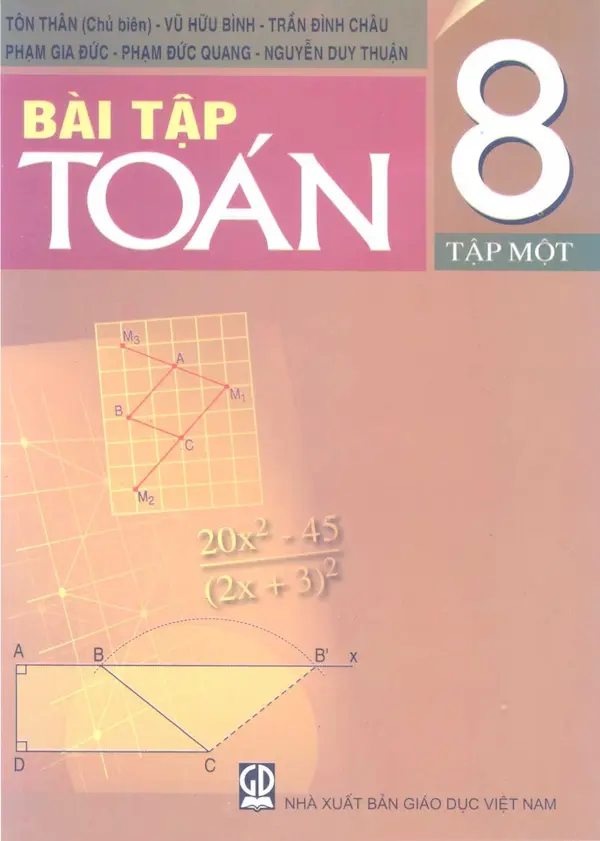 TÔN THÂN (Chủ biên) - VŨ HỮU BÌNH - TRẦN ĐÌNH CHÂU
PHẠM GIA ĐỨC - PHẠM ĐỨC QUANG - NGUYỄN DUY THUẬN
BÀI TẬP
TOÁN
8
TẬP MỘT
M3
A
M1
B
C
M2
20x² - 45
(2x + 3)²
A
B
B'
x
D
C
GD
NHÀ XUẤT BẢN GIÁO DỤC VIỆT NAM